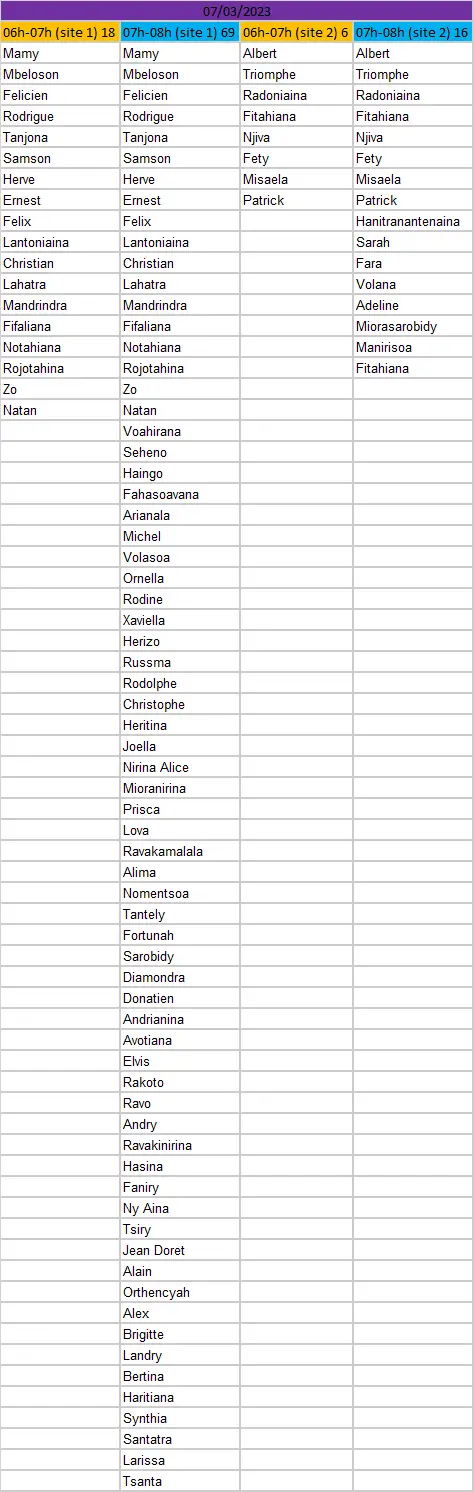 07/03/2023
06h-07h (site 1) 18 07h-08h (site 1) 69 06h-07h (site 2) 6 07h-08h (site 2) 16
Mamy Mamy Albert Albert
Mbeloson Mbeloson Triomphe Triomphe
Felicien Felicien Radoniaina Radoniaina
Rodrigue Rodrigue Fitahiana Fitahiana
Tanjona Tanjona Njiva Njiva
Samson Samson Fety Fety
Herve Herve Misaela Misaela
Ernest Ernest Patrick Patrick
Felix Felix Hanitranantenaina
Lantoniaina Lantoniaina Sarah
Christian Christian Fara
Lahatra Lahatra Volana
Mandrindra Mandrindra Adeline
Fifaliana Fifaliana Miorasarobidy
Notahiana Notahiana Manirisoa
Rojotahina Rojotahina Fitahiana
Zo Zo
Natan Natan
Voahirana
Seheno
Haingo
Fahasoavana
Arianala
Michel
Volasoa
Ornella
Rodine
Xaviella
Herizo
Russma
Rodolphe
Christophe
Heritina
Joella
Nirina Alice
Mioranirina
Prisca
Lova
Ravakamalala
Alima
Nomentsoa
Tantely
Fortunah
Sarobidy
Diamondra
Donatien
Andrianina
Avotiana
Elvis
Rakoto
Ravo
Andry
Ravakinirina
Hasina
Faniry
Ny Aina
Tsiry
Jean Doret
Alain
Orthencyah
Alex
Brigitte
Landry
Bertina
Haritiana
Synthia
Santatra
Larissa
Tsanta